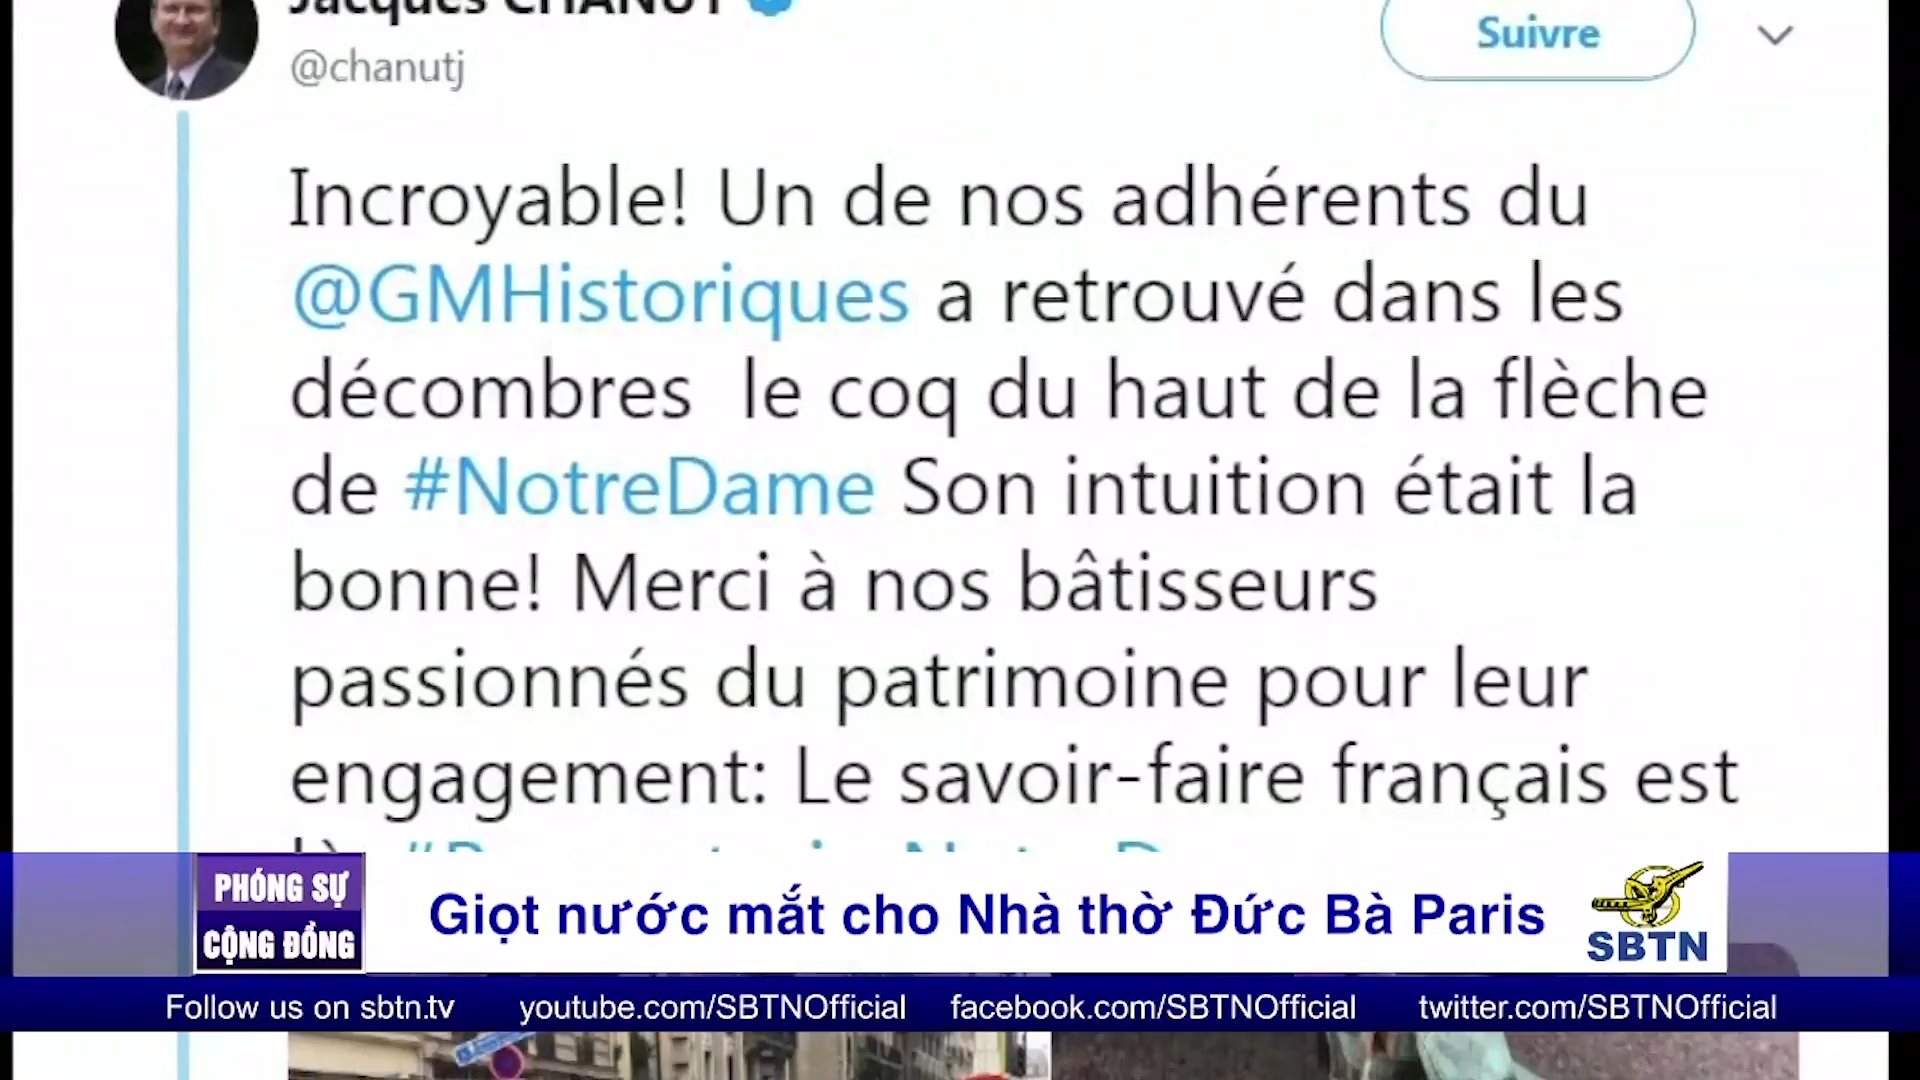 Jacques CHANUT
@chanutj
Suivre
Incroyable! Un de nos adhérents du
@GMHistoriques a retrouvé dans les
décombres le coq du haut de la flèche
de #NotreDame Son intuition était la
bonne! Merci à nos bâtisseurs
passionnés du patrimoine pour leur
engagement: Le savoir-faire français est
PHÓNG SỰ
CỘNG ĐỒNG
Giọt nước mắt cho Nhà thờ Đức Bà Paris
SBTN
Follow us on sbtn.tv youtube.com/SBTNOfficial facebook.com/SBTNOfficial twitter.com/SBTNOfficial